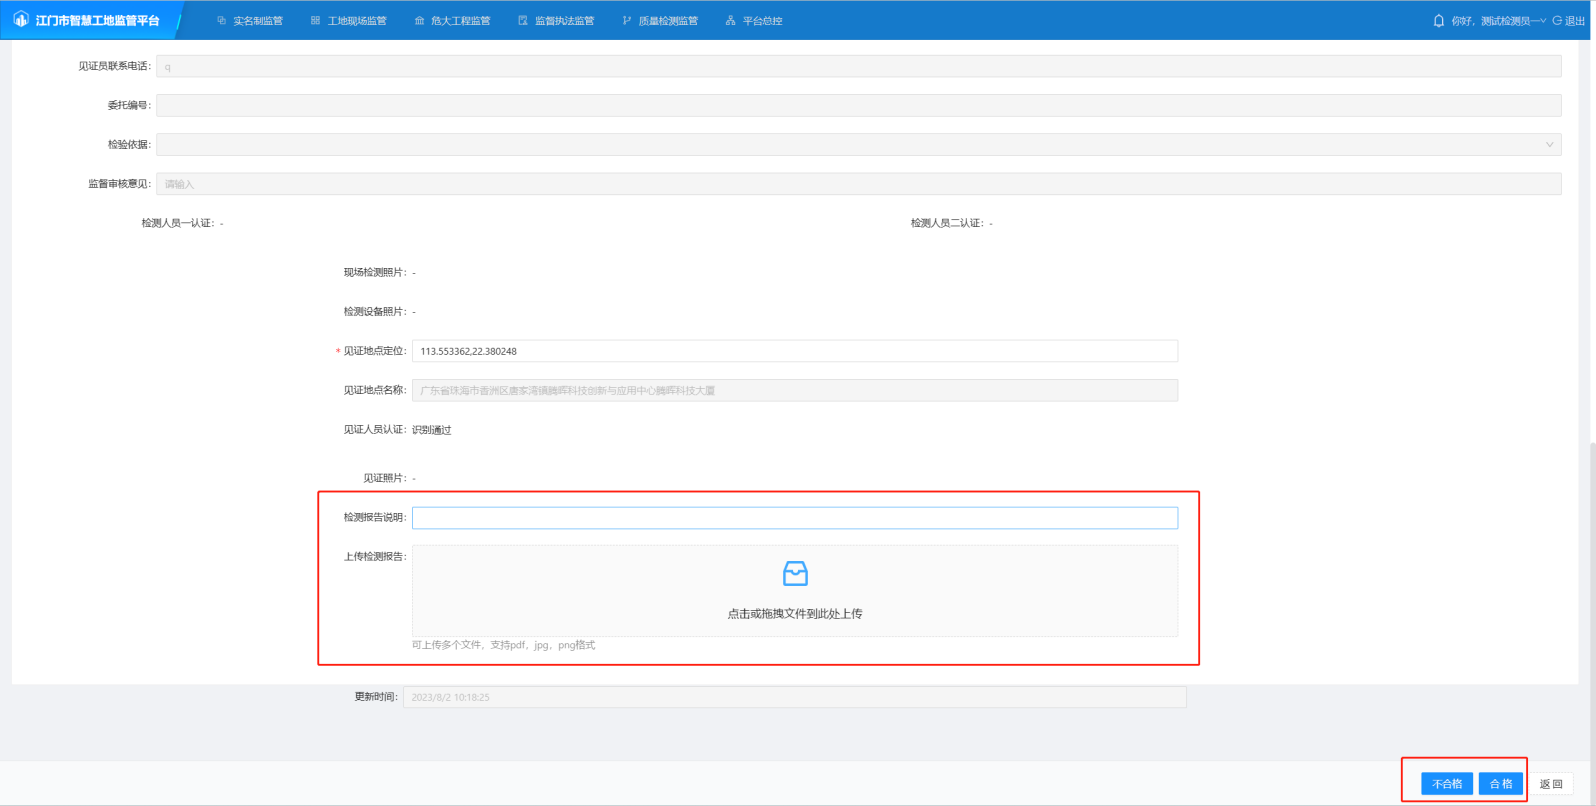 江门市智慧工地监管平台 实名制监管 工地现场监管 危大工程监管 监督执法监管 质量检测监管 平台总控 你好，测试检测员一 退出
见证员联系电话： q
委托编号：
检验依据：
监督审核意见： 请输入
检测人员一认证： - 检测人员二认证： -
现场检测照片： -
检测设备照片： -
* 见证地点定位： 113.553362,22.380248
见证地点名称： 广东省珠海市香洲区唐家湾镇腾晖科技创新与应用中心腾晖科技大厦
见证人员认证： 识别通过
见证照片： -
检测报告说明：
上传检测报告：
点击或拖拽文件到此处上传
可上传多个文件，支持pdf，jpg，png格式
更新时间： 2023/8/2 10:18:25
不合格 合 格 返 回